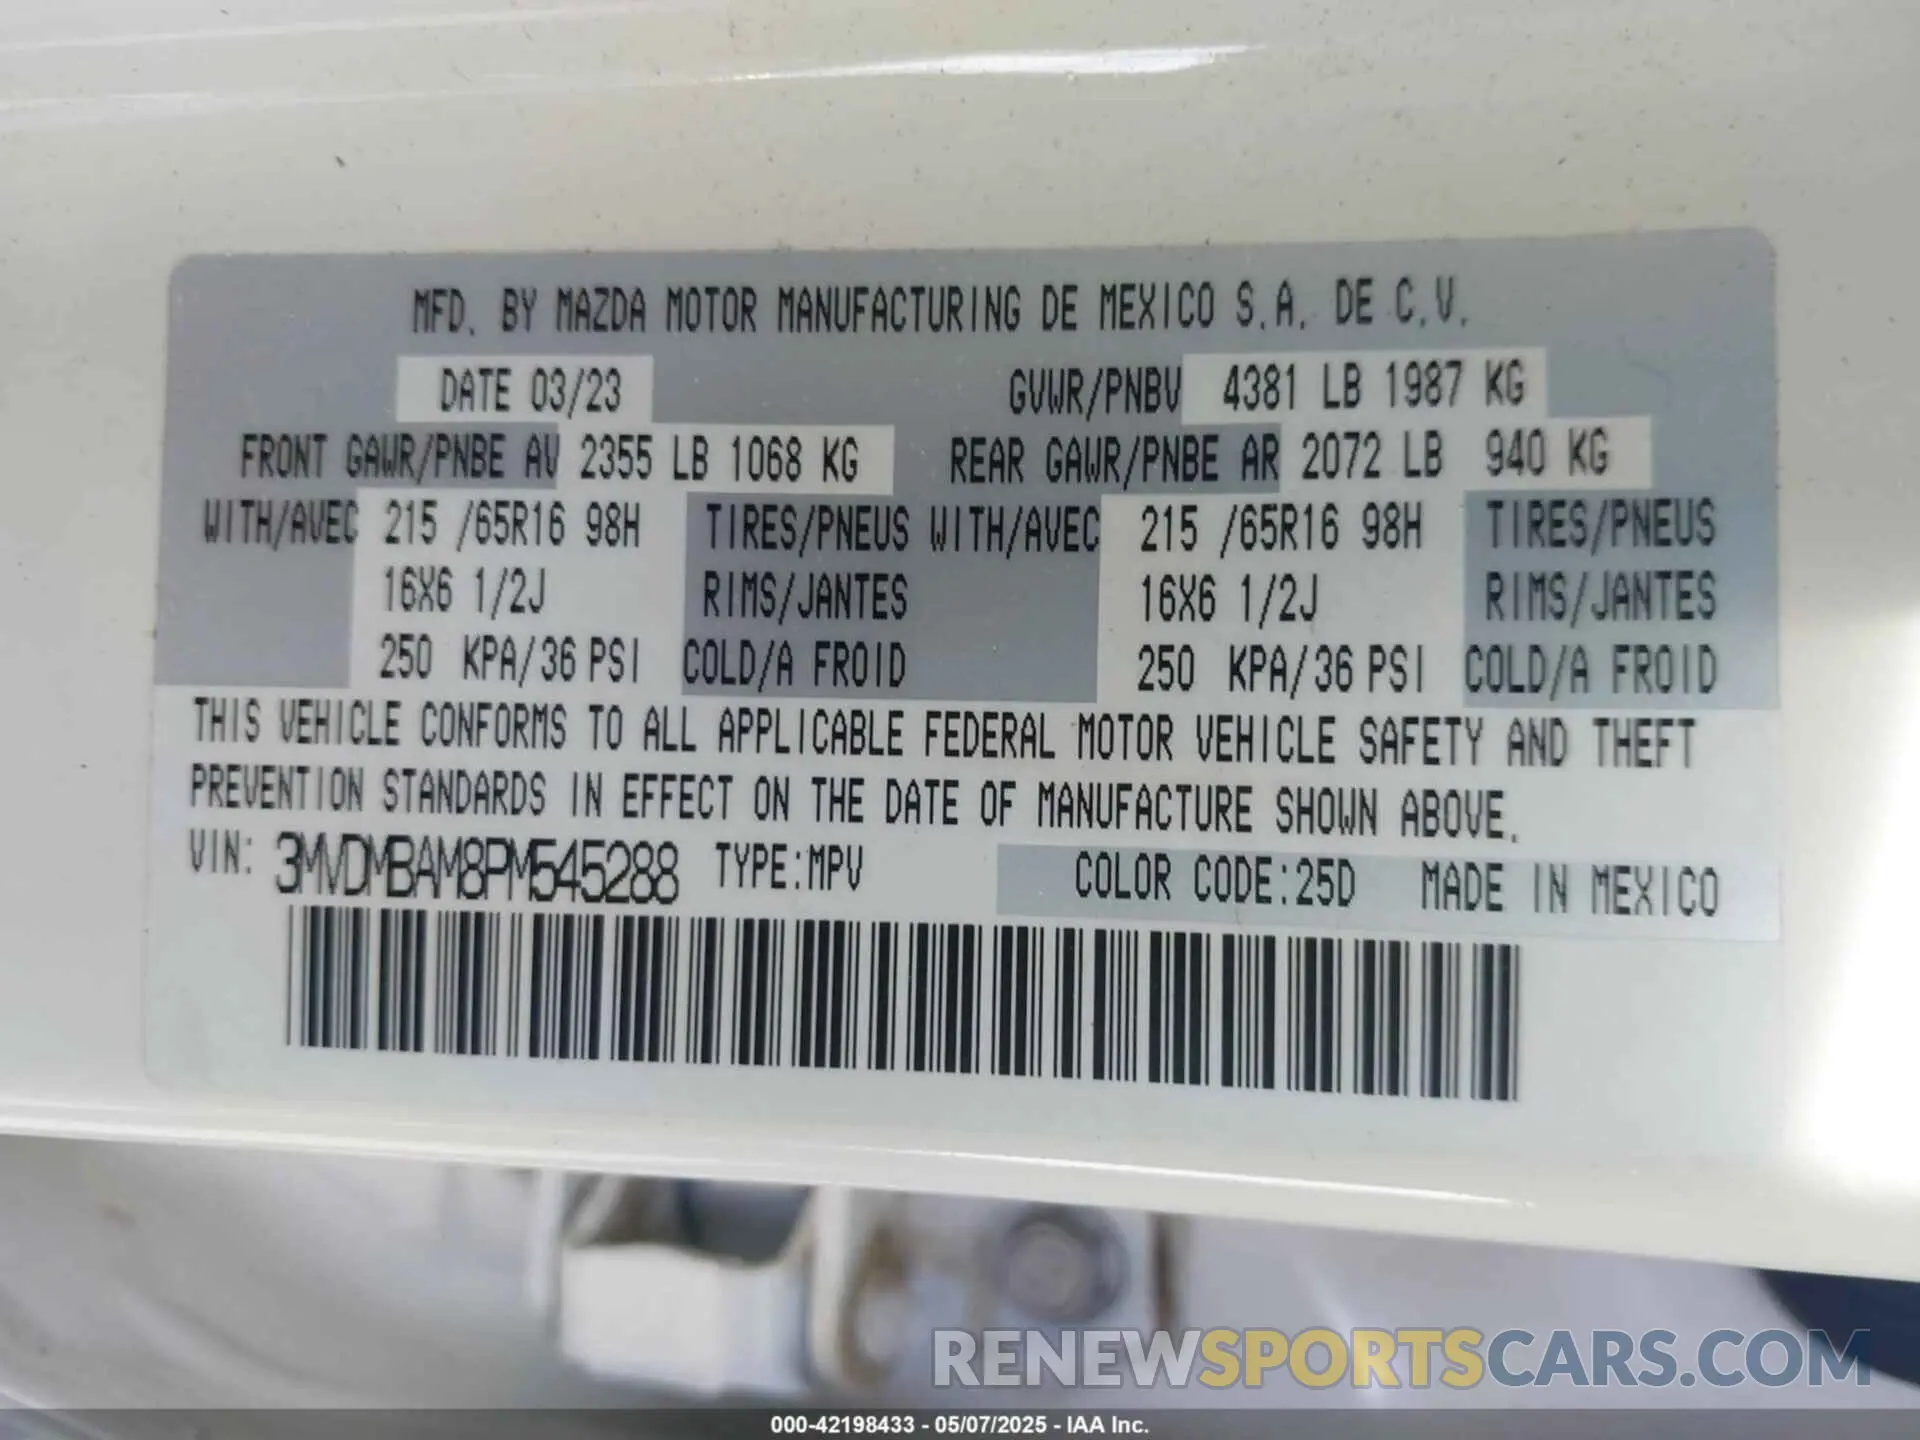 MFD. BY MAZDA MOTOR MANUFACTURING DE MEXICO S.A. DE C.V.
DATE 03/23 GVWR/PNBV 4381 LB 1987 KG
FRONT GAWR/PNBE AV 2355 LB 1068 KG REAR GAWR/PNBE AR 2072 LB 940 KG
WITH/AVEC 215 /65R16 98H TIRES/PNEUS WITH/AVEC 215 /65R16 98H TIRES/PNEUS
16X6 1/2J RIMS/JANTES 16X6 1/2J RIMS/JANTES
250 KPA/36 PSI COLD/A FROID 250 KPA/36 PSI COLD/A FROID
THIS VEHICLE CONFORMS TO ALL APPLICABLE FEDERAL MOTOR VEHICLE SAFETY AND THEFT
PREVENTION STANDARDS IN EFFECT ON THE DATE OF MANUFACTURE SHOWN ABOVE.
VIN: 3MVDMBAM8PM545288 TYPE:MPV COLOR CODE:25D MADE IN MEXICO
RENEWSPORTSCARS.COM
000-42198433 - 05/07/2025 - IAA Inc.